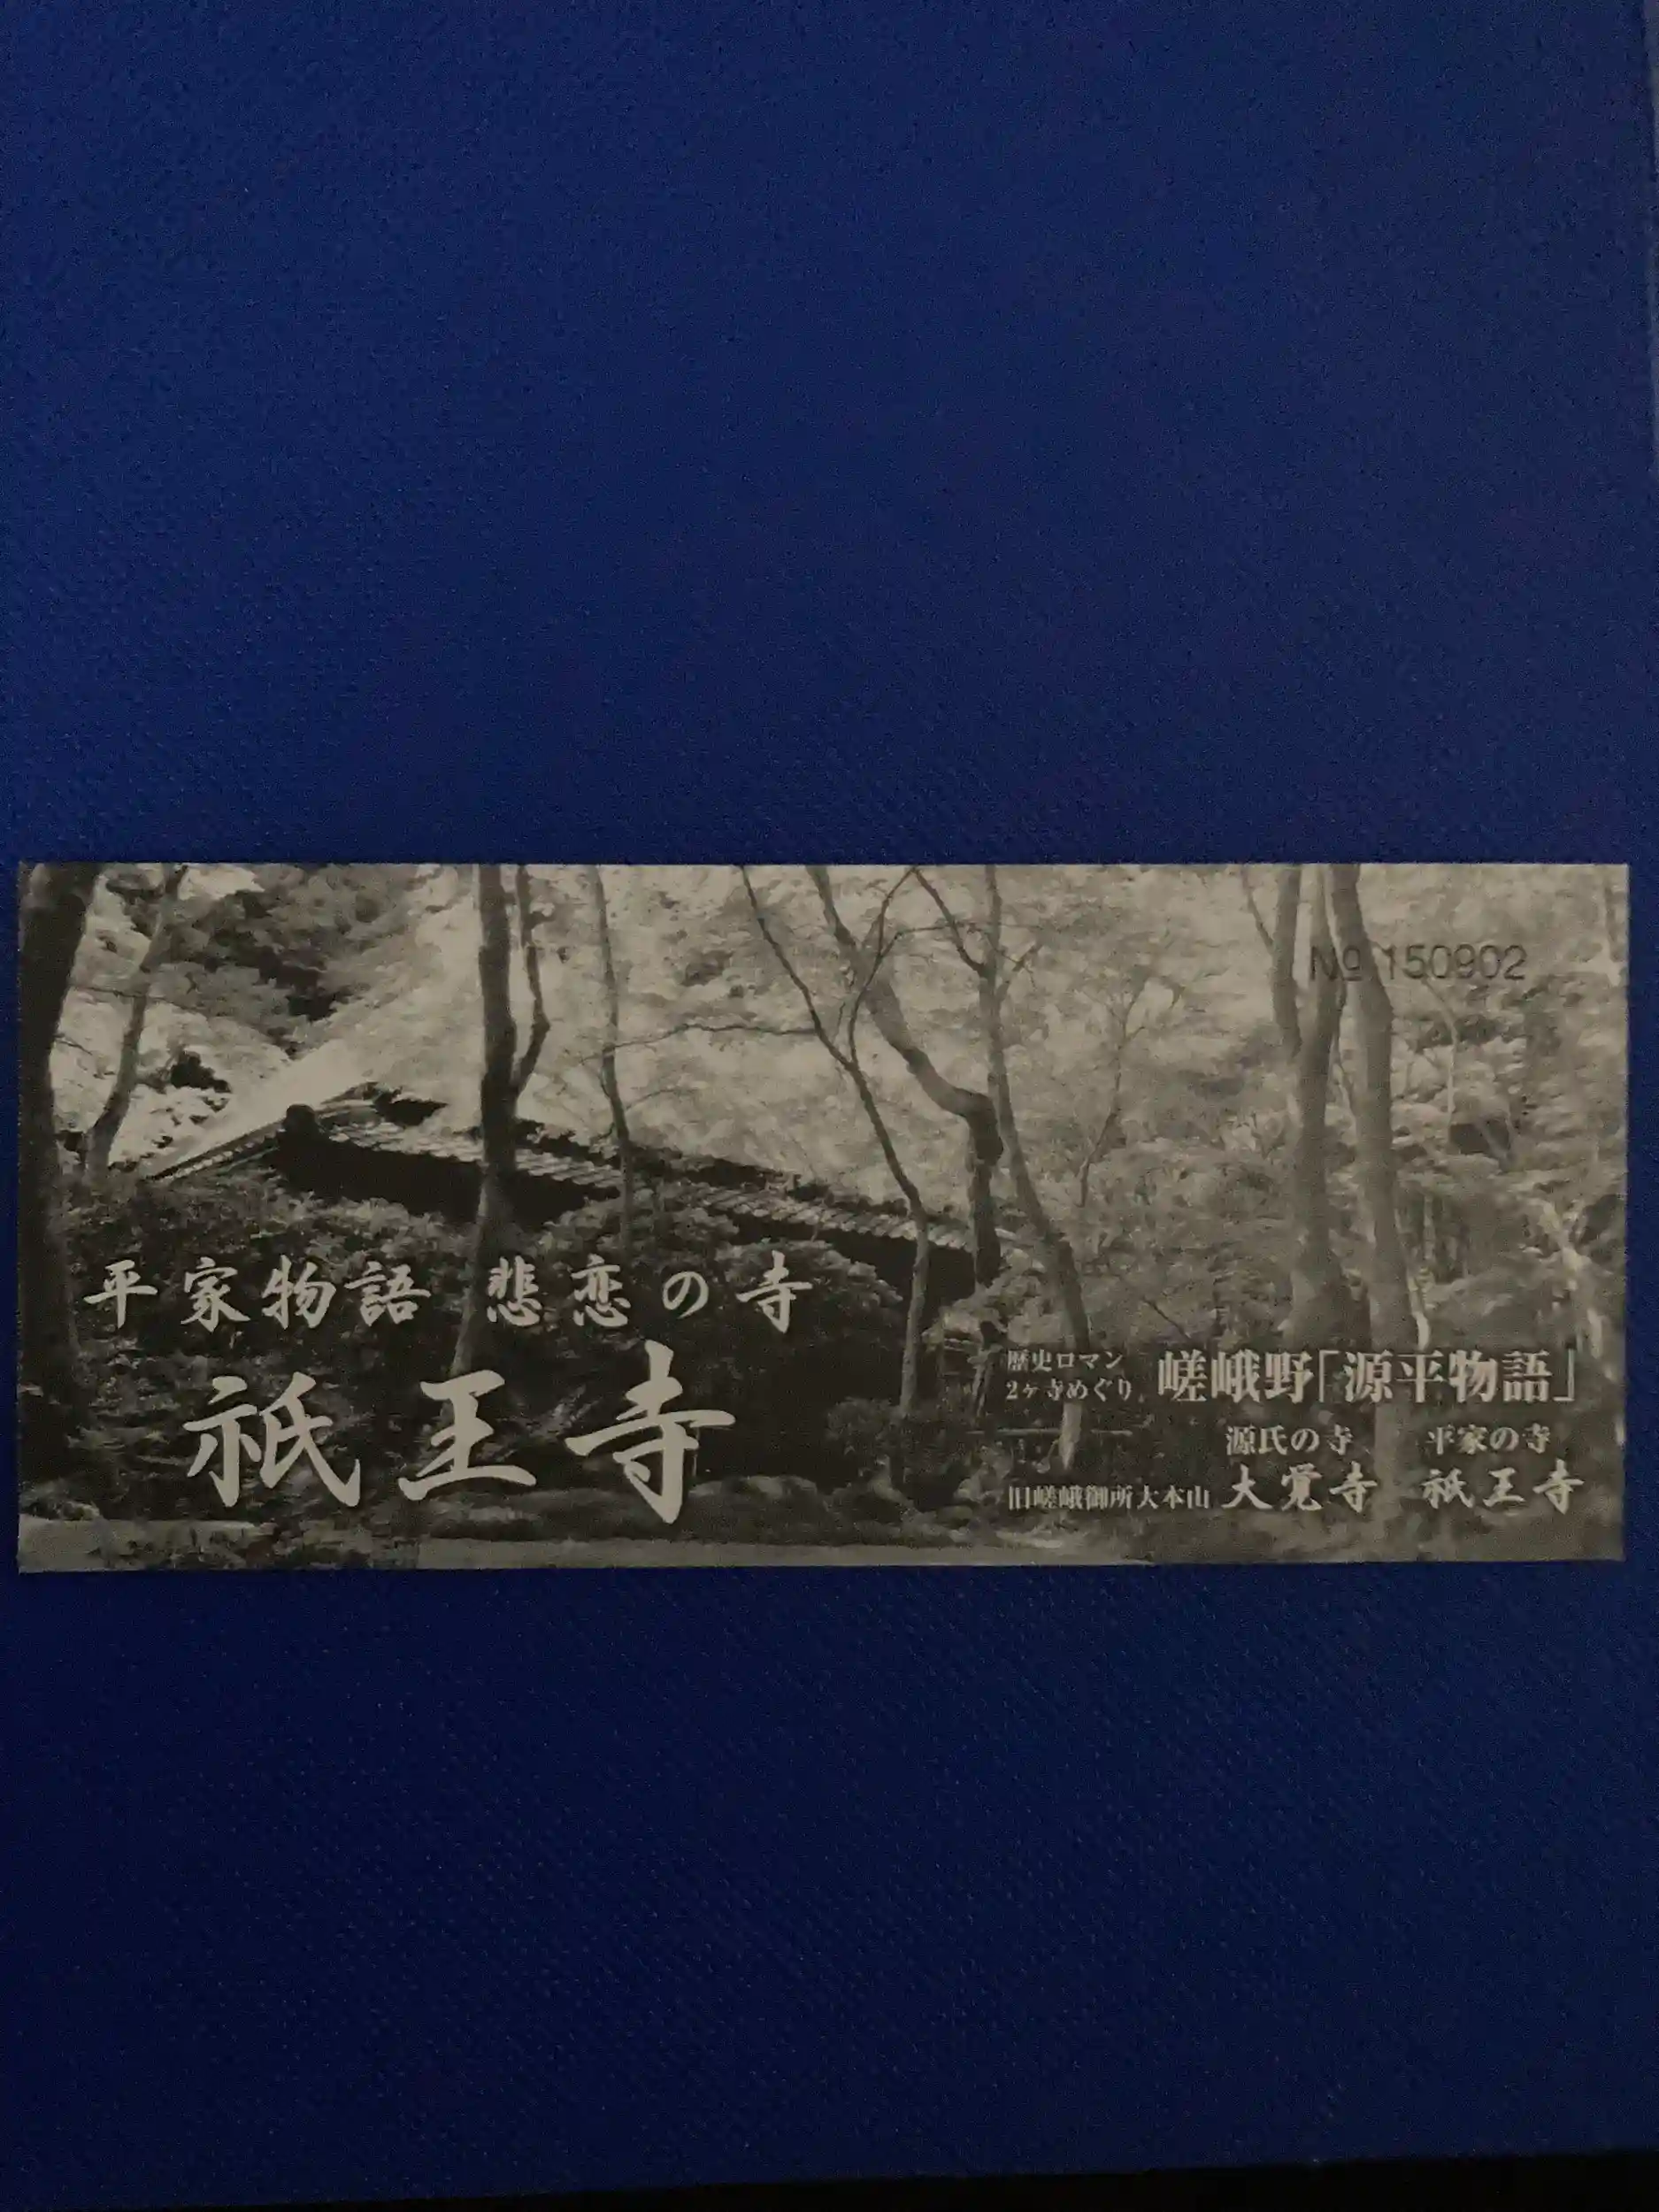 № 150902
平家物語 悲恋の寺
祇王寺
歴史ロマン
2ヶ寺めぐり
嵯峨野「源平物語」
源氏の寺 平家の寺
旧嵯峨御所大本山 大覚寺 祇王寺